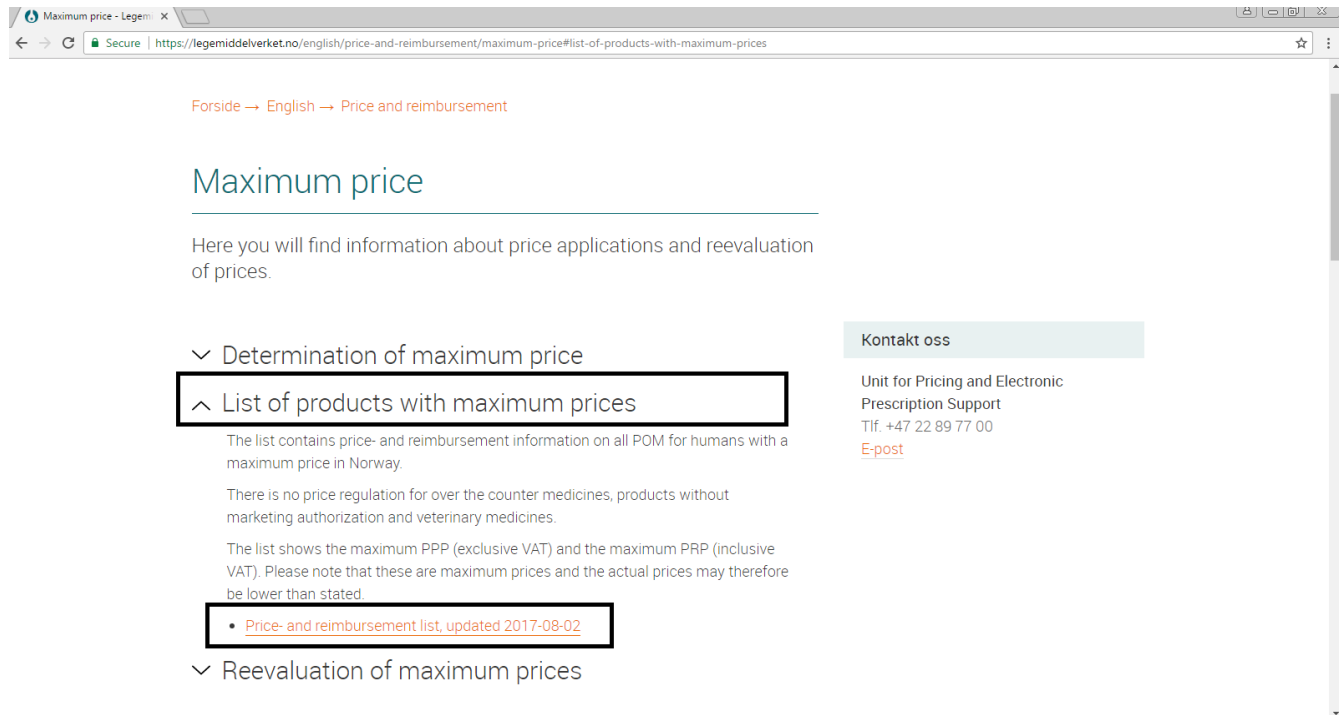 Maximum price - Legem
Secure | https://legemiddelverket.no/english/price-and-reimbursement/maximum-price#list-of-products-with-maximum-prices
Forside → English → Price and reimbursement
Maximum price
Here you will find information about price applications and reevaluation
of prices.
Determination of maximum price
List of products with maximum prices
The list contains price- and reimbursement information on all POM for humans with a
maximum price in Norway.
There is no price regulation for over the counter medicines, products without
marketing authorization and veterinary medicines.
The list shows the maximum PPP (exclusive VAT) and the maximum PRP (inclusive
VAT). Please note that these are maximum prices and the actual prices may therefore
be lower than stated.
• Price- and reimbursement list, updated 2017-08-02
Reevaluation of maximum prices
Kontakt oss
Unit for Pricing and Electronic
Prescription Support
Tlf. +47 22 89 77 00
E-post